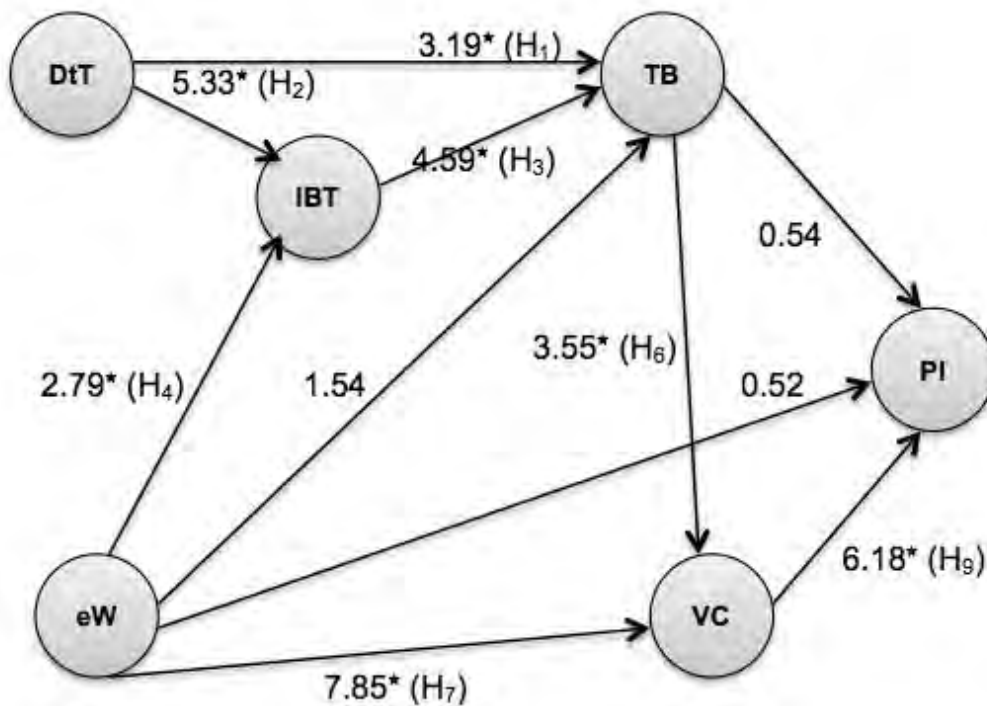 DtT
3.19* (H₁)
TB
5.33* (H₂)
IBT
4.59* (H₃)
0.54
3.55* (H₆)
PI
2.79* (H₄)
1.54
0.52
6.18* (H₉)
eW
VC
7.85* (H₇)